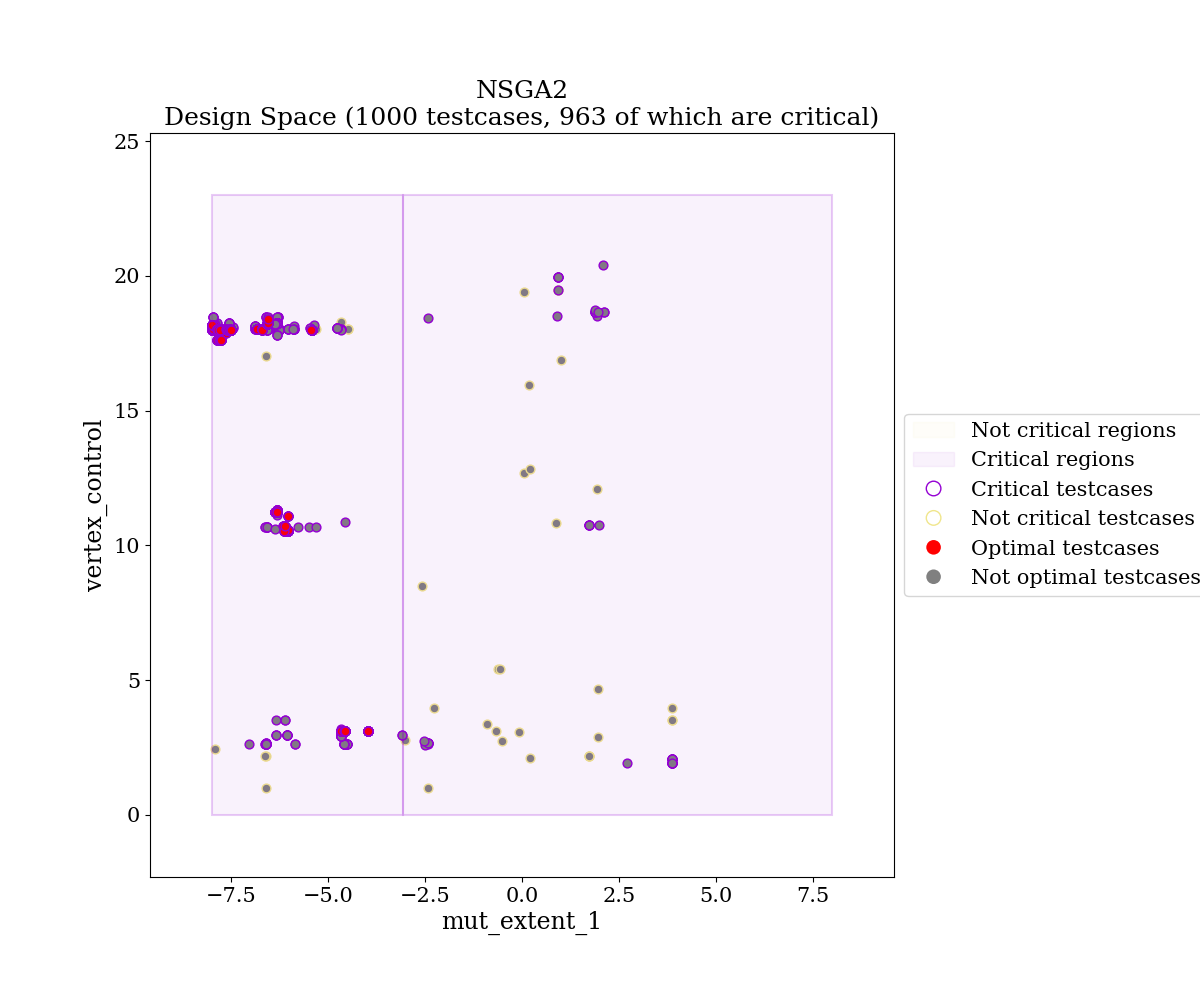 NSGA2
Design Space (1000 testcases, 963 of which are critical)
25
20
15
10
5
0
vertex_control
−7.5 −5.0 −2.5 0.0 2.5 5.0 7.5
mut_extent_1
Not critical regions
Critical regions
Critical testcases
Not critical testcases
Optimal testcases
Not optimal testcases